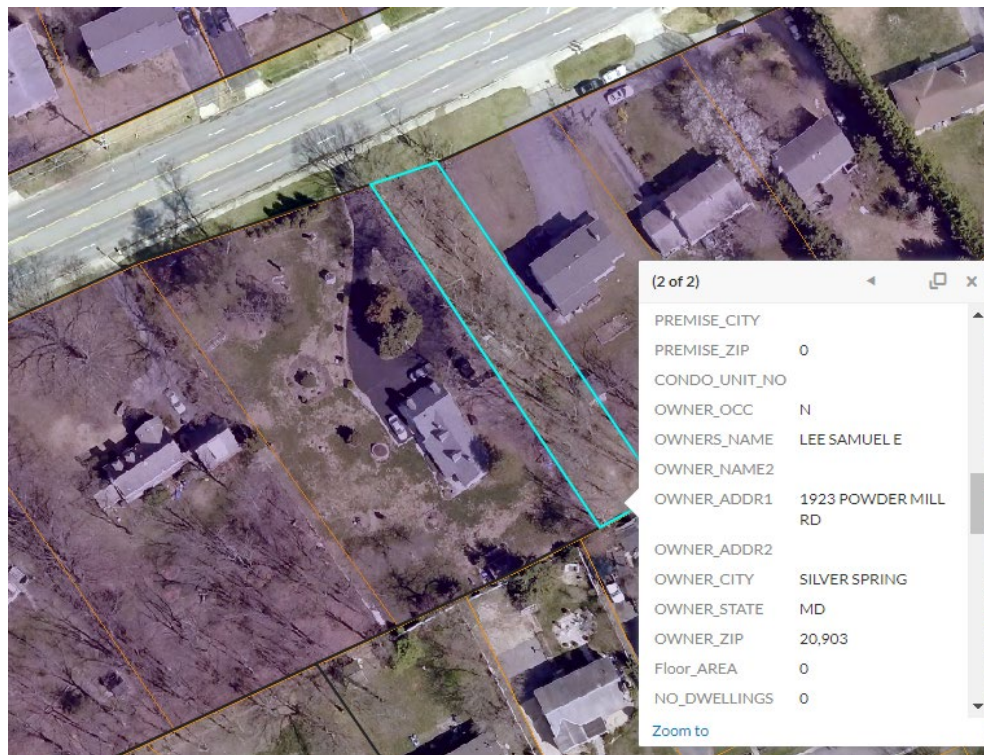 (2 of 2)
PREMISE_CITY
PREMISE_ZIP 0
CONDO_UNIT_NO
OWNER_OCC N
OWNERS_NAME LEE SAMUEL E
OWNER_NAME2
OWNER_ADDR1 1923 POWDER MILL
RD
OWNER_ADDR2
OWNER_CITY SILVER SPRING
OWNER_STATE MD
OWNER_ZIP 20,903
Floor_AREA 0
NO_DWELLINGS 0
Zoom to